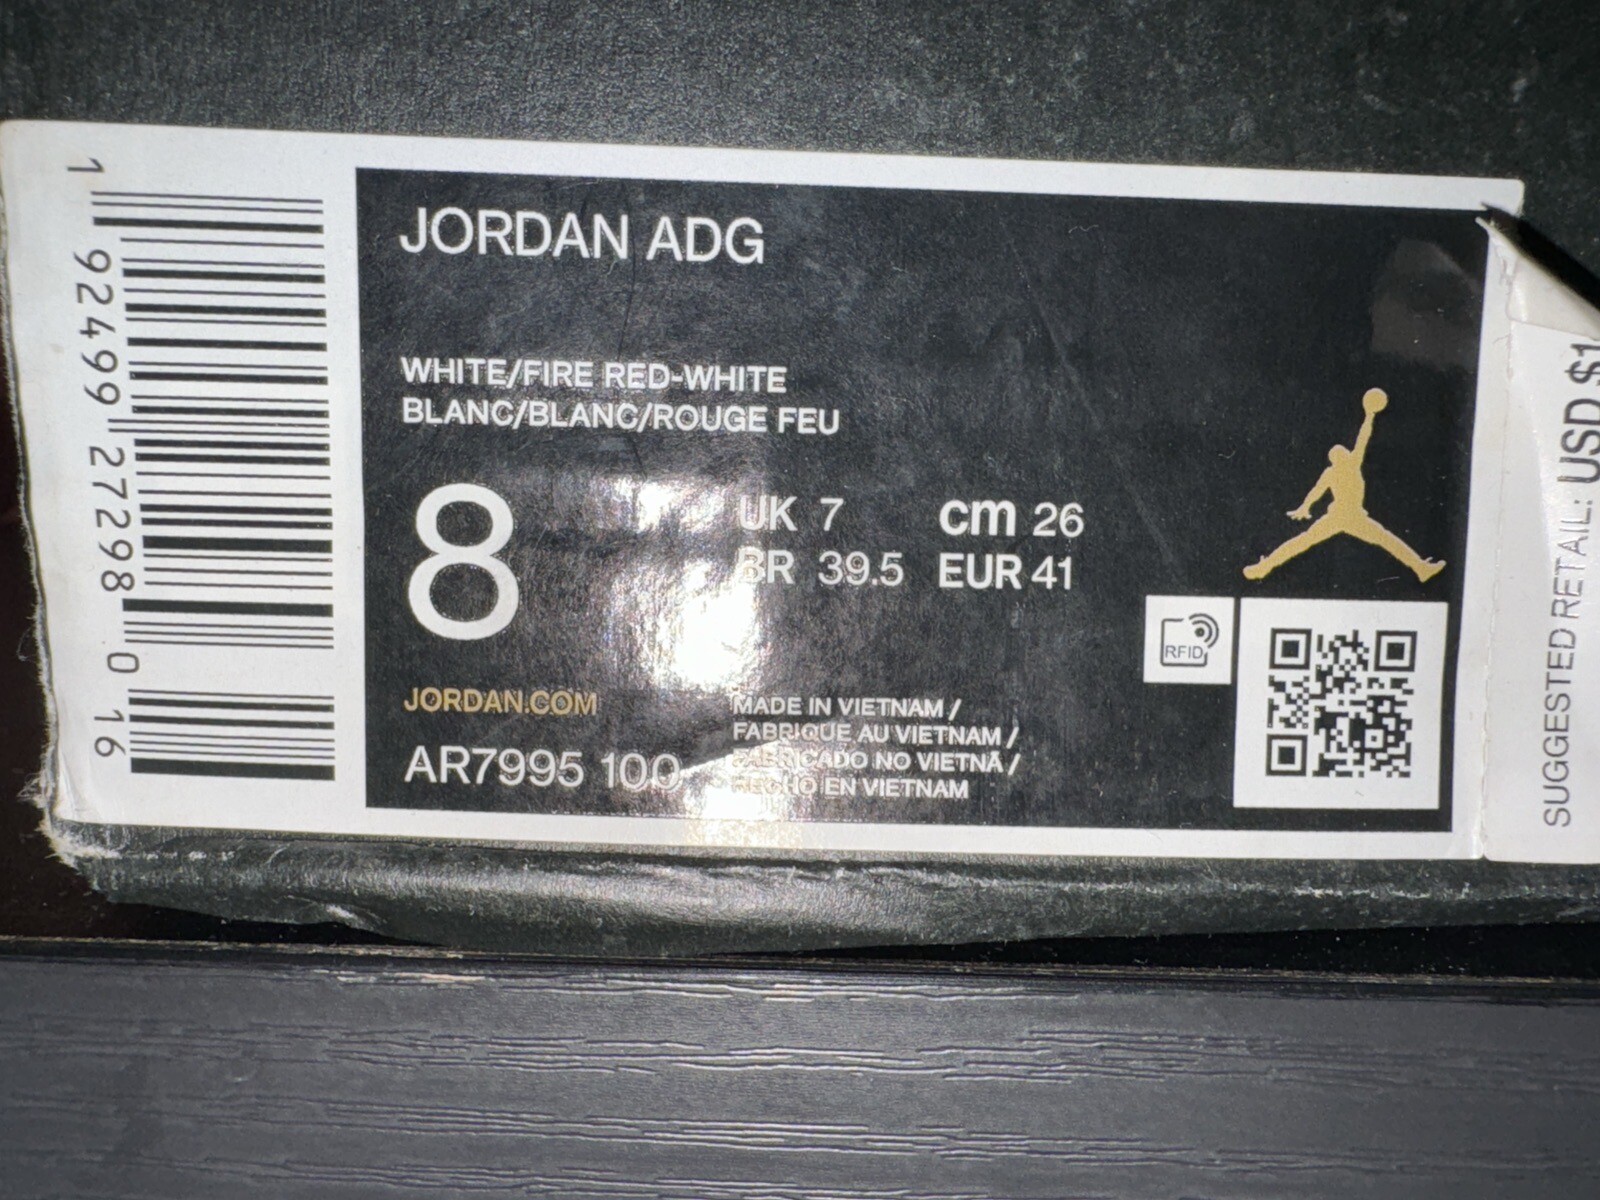 JORDAN ADG
WHITE/FIRE RED-WHITE
BLANC/BLANC/ROUGE FEU
8
UK 7 cm 26
BR 39.5 EUR 41
RFID
JORDAN.COM
AR7995 100
MADE IN VIETNAM /
FABRIQUÉ AU VIETNAM /
FABRICADO NO VIETNÃ /
HECHO EN VIETNAM
1 92499 27298 0 16
SUGGESTED RETAIL: USD $1